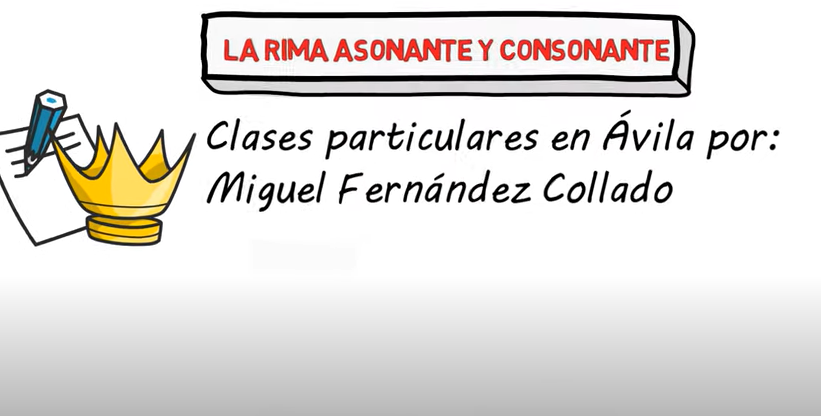 LA RIMA ASONANTE Y CONSONANTE
Clases particulares en Ávila por:
Miguel Fernández Collado